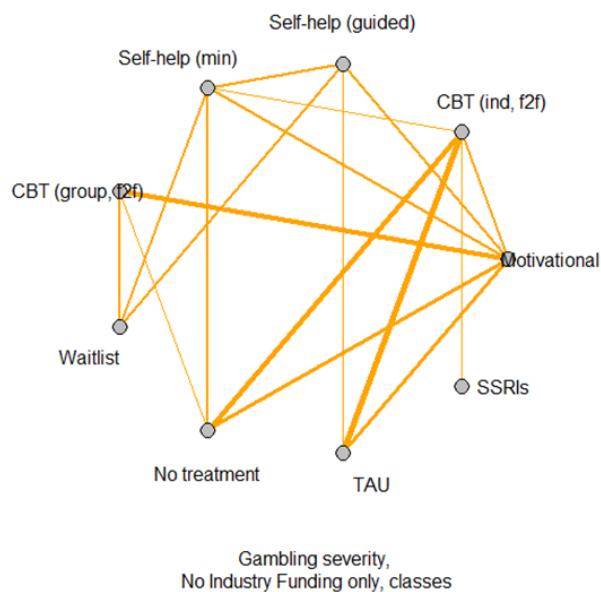 Self-help (guided)
Self-help (min)
CBT (ind, f2f)
CBT (group, f2f)
Motivational
Waitlist
SSRIs
No treatment
TAU
Gambling severity,
No Industry Funding only, classes